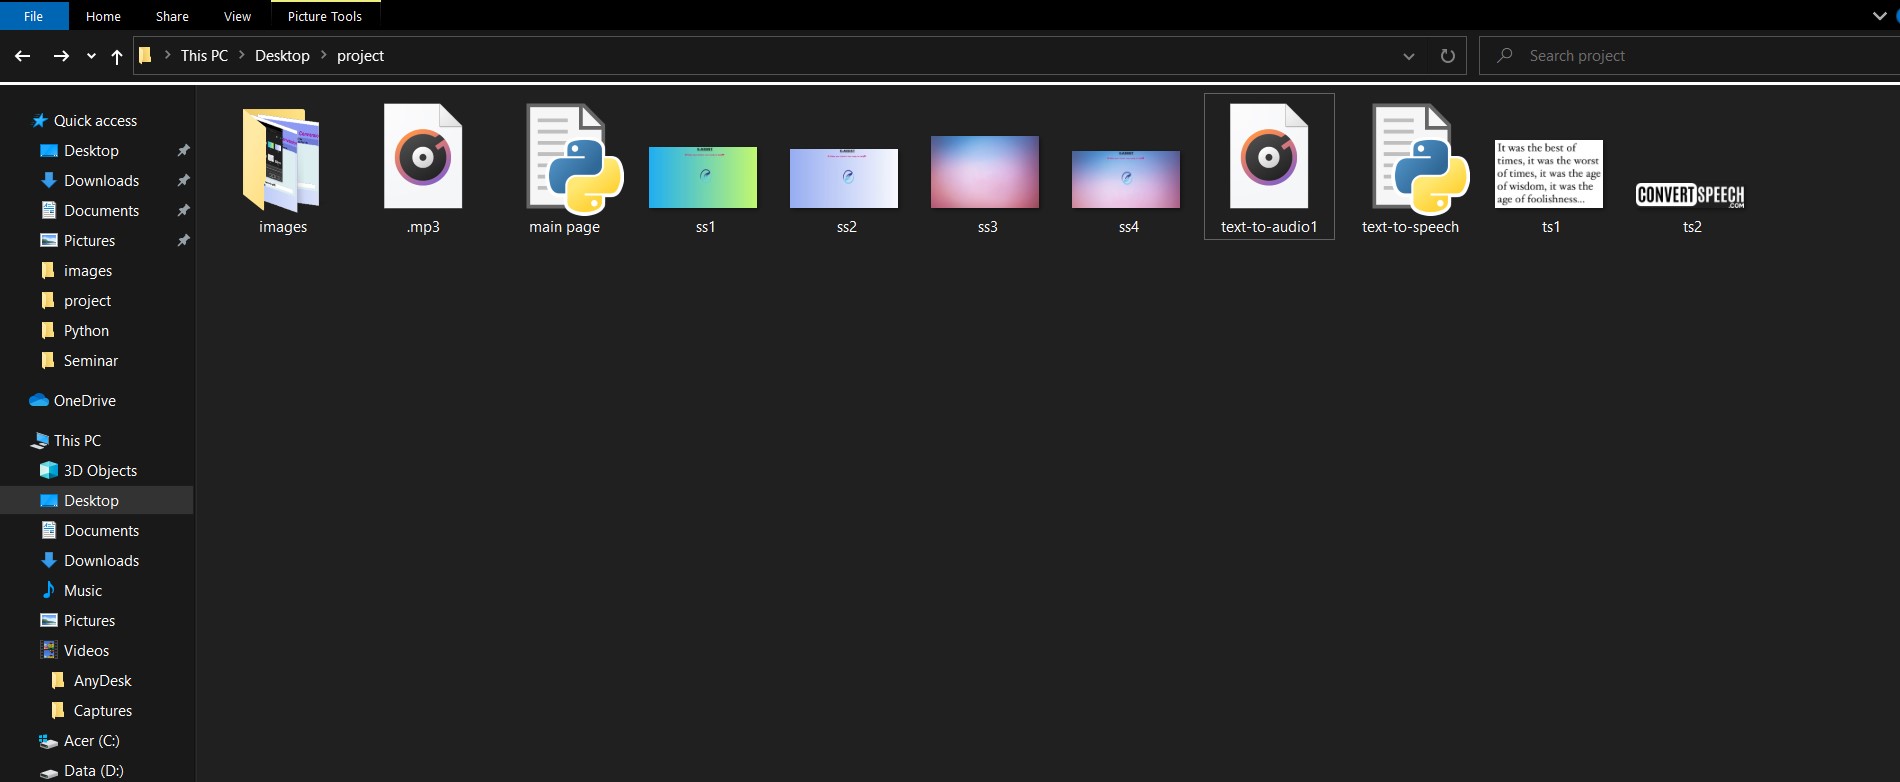 File Home Share View Picture Tools
This PC Desktop project
Search project
Quick access
Desktop
Downloads
Documents
Pictures
images
project
Python
Seminar
OneDrive
This PC
3D Objects
Desktop
Documents
Downloads
Music
Pictures
Videos
AnyDesk
Captures
Acer (C:)
Data (D:)
It was the best of
times, it was the worst
of times, it was the age
of wisdom, it was the
age of foolishness...
CONVERTSPEECH
.COM
images .mp3 main page ss1 ss2 ss3 ss4 text-to-audio1 text-to-speech ts1 ts2